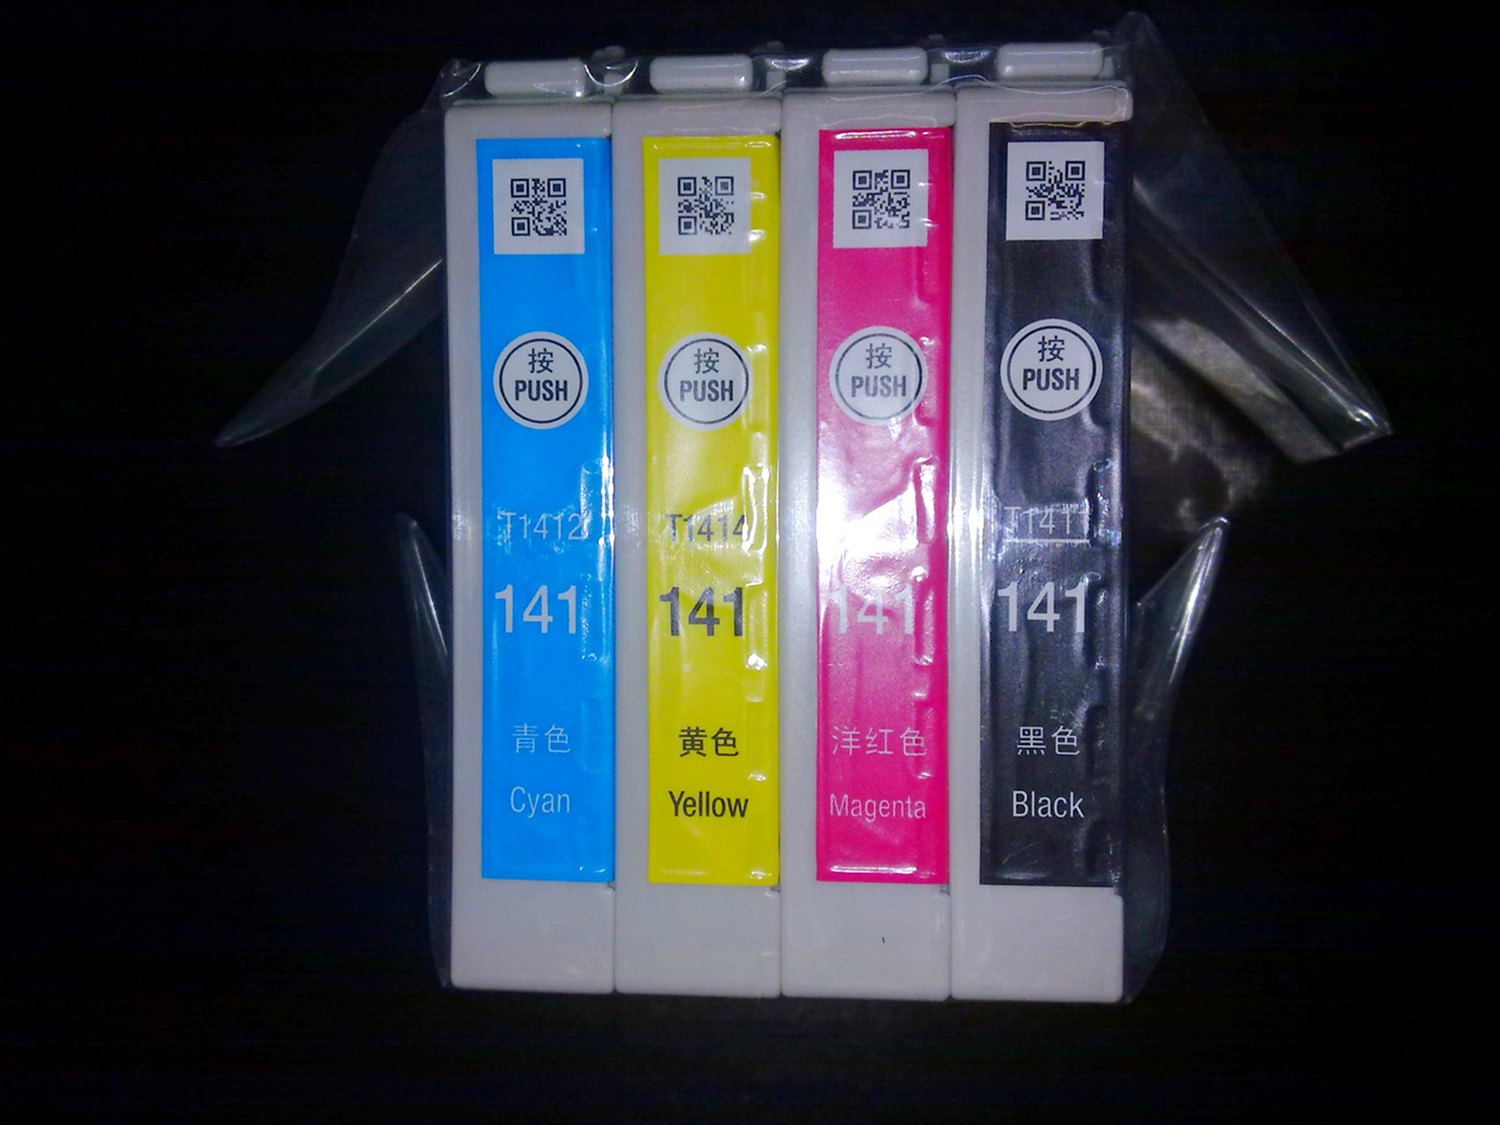 按
PUSH
T1412
141
青色
Cyan
按
PUSH
T1414
141
黄色
Yellow
按
PUSH
141
洋红色
Magenta
按
PUSH
T1411
141
黑色
Black